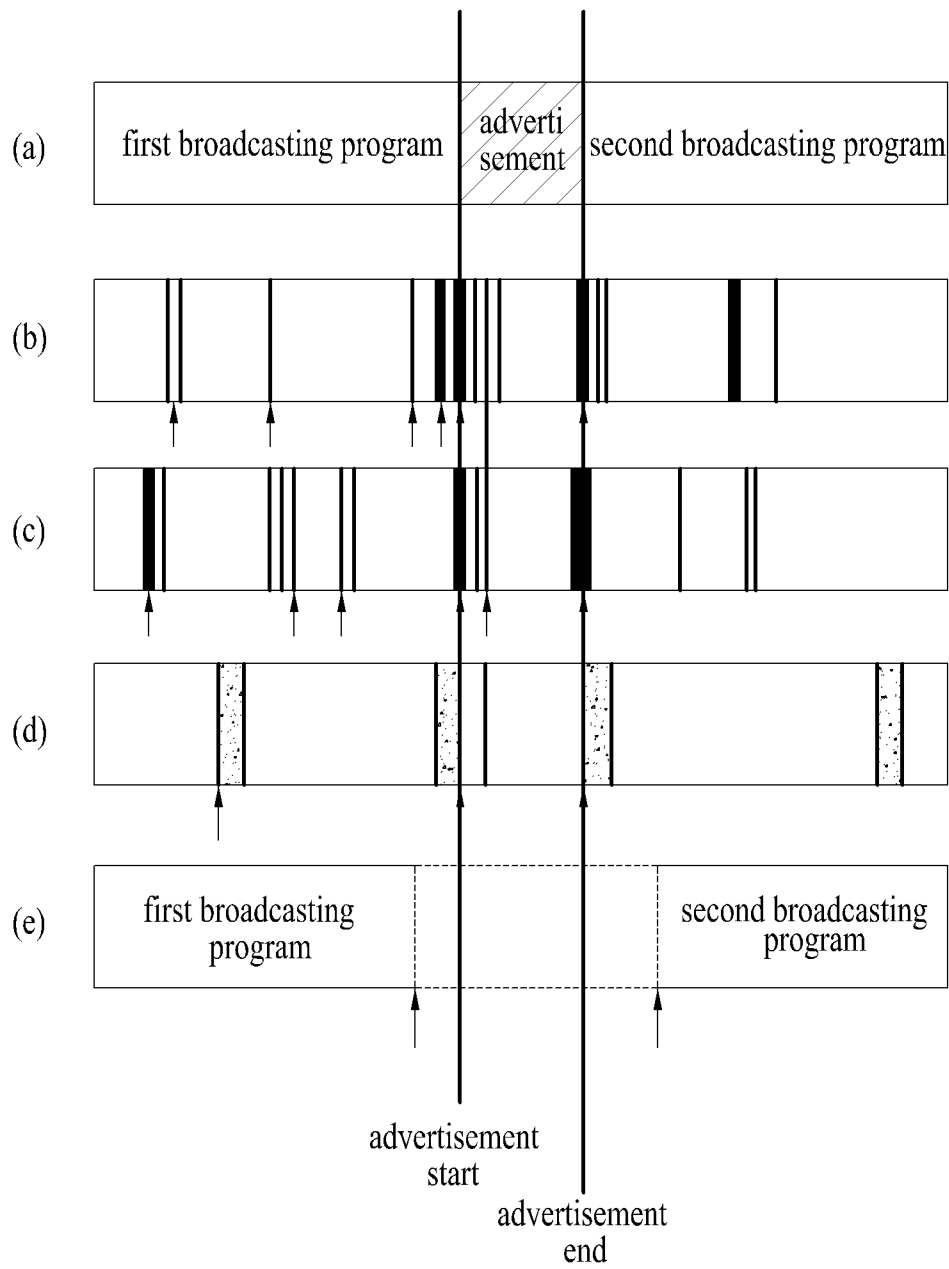 (a)
first broadcasting program
adverti
sement
second broadcasting program
(b)
(c)
(d)
(e)
first broadcasting
program
second broadcasting
program
advertisement
start
advertisement
end